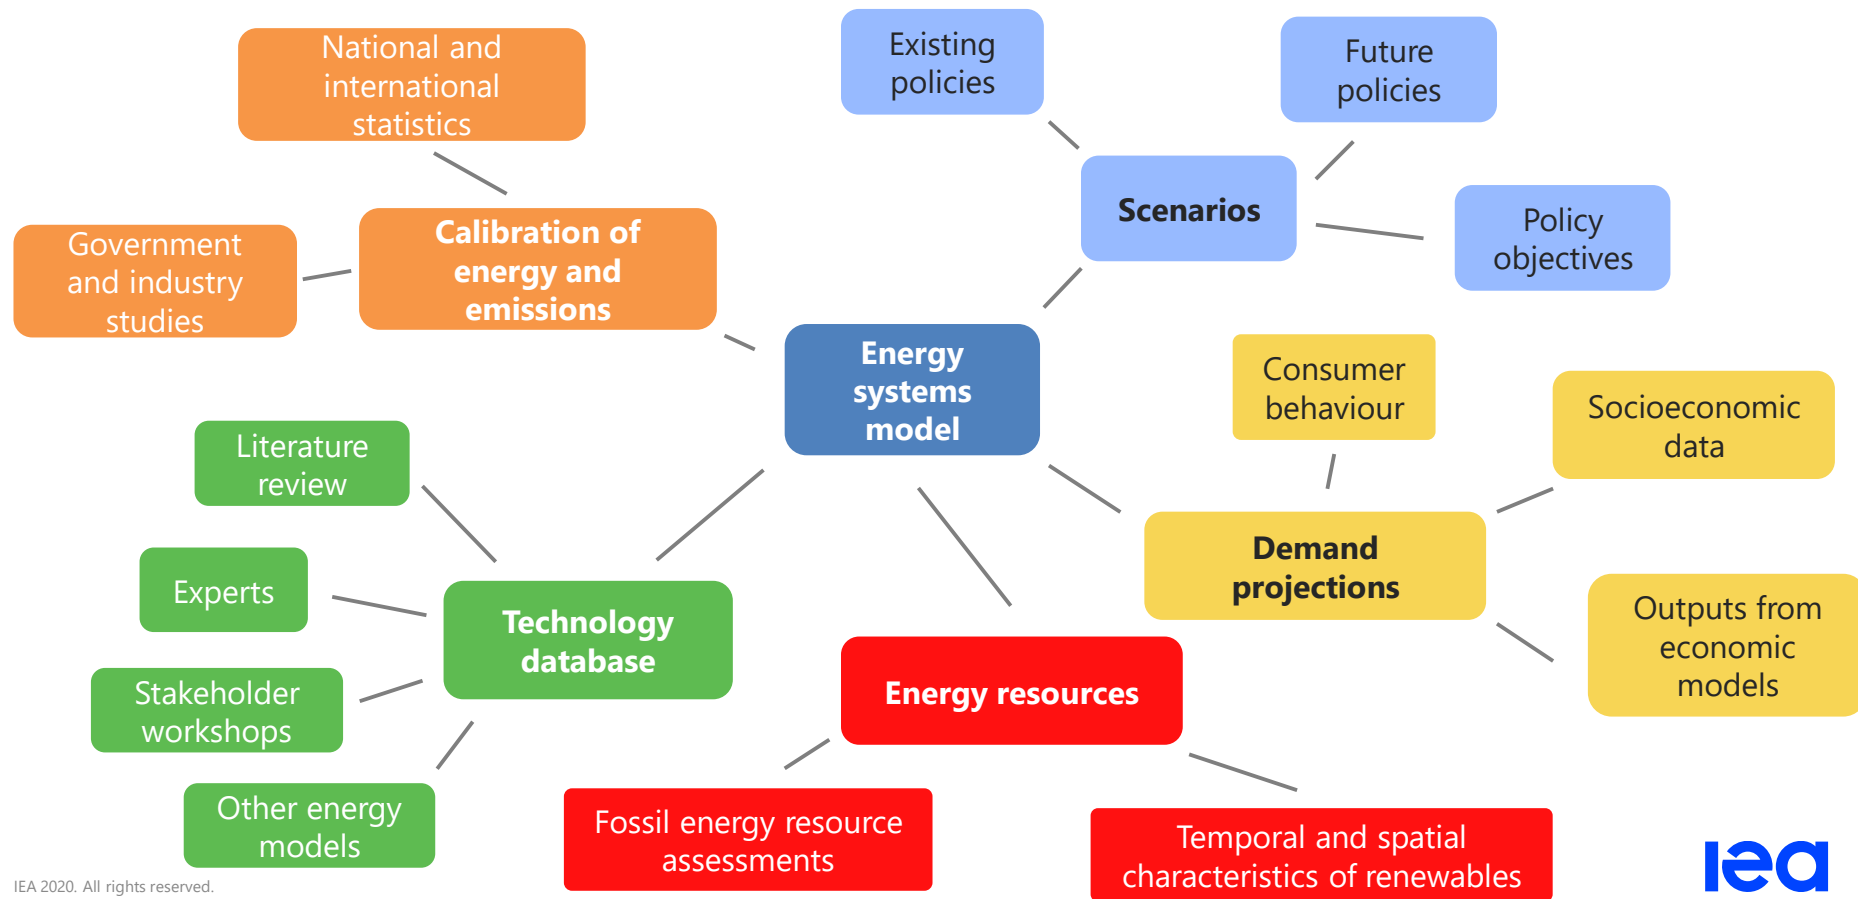 National and
international
statistics
Existing
policies
Future
policies
Scenarios
Policy
objectives
Government
and industry
studies
Calibration of
energy and
emissions
Energy
systems
model
Consumer
behaviour
Socioeconomic
data
Literature
review
Experts
Technology
database
Stakeholder
workshops
Other energy
models
Demand
projections
Outputs from
economic
models
Energy resources
Fossil energy resource
assessments
Temporal and spatial
characteristics of renewables
IEA 2020. All rights reserved.
iea